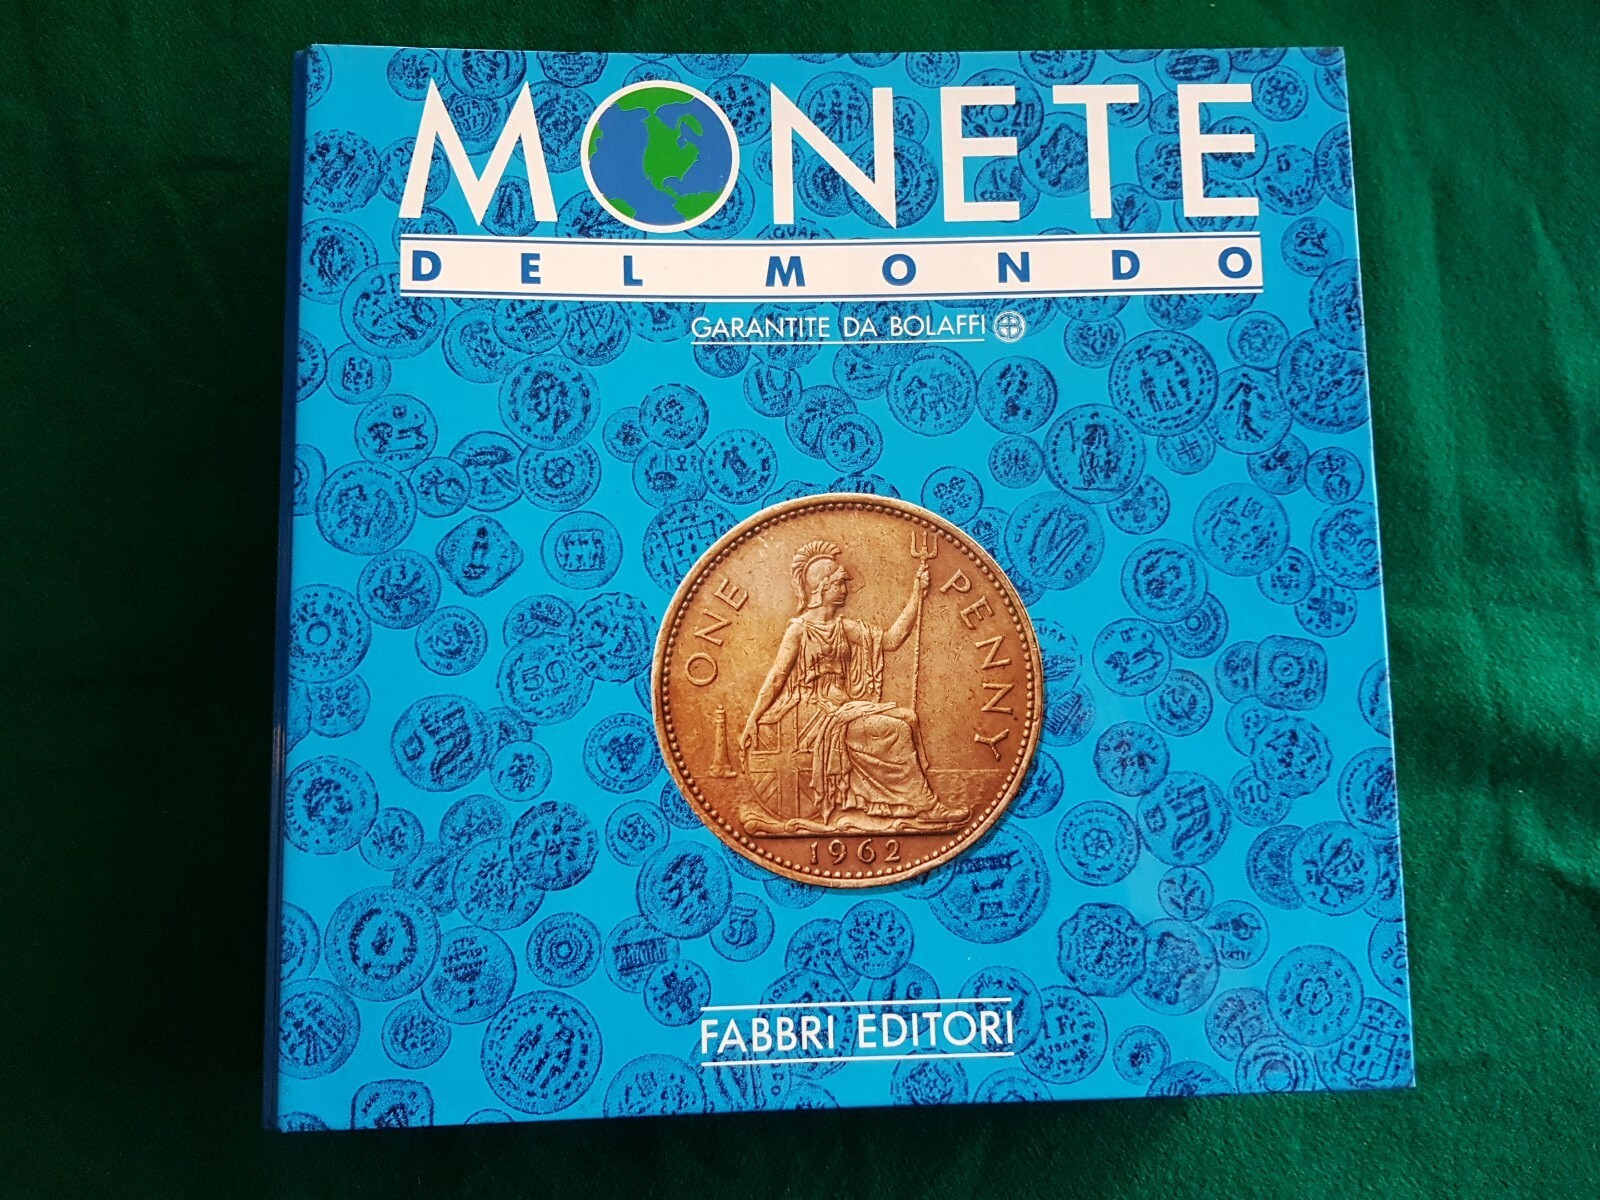 MONETE
DEL MONDO
GARANTITE DA BOLAFFI
ONE PENNY
1962
FABBRI EDITORI